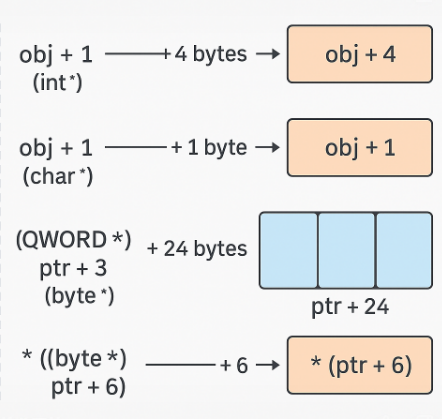 obj + 1 +4 bytes obj + 4
(int*)
obj + 1 + 1 byte obj + 1
(char*)
(QWORD *) + 24 bytes
ptr + 3
(byte*)
ptr + 24
* ((byte*) + 6 * (ptr + 6)
ptr + 6)